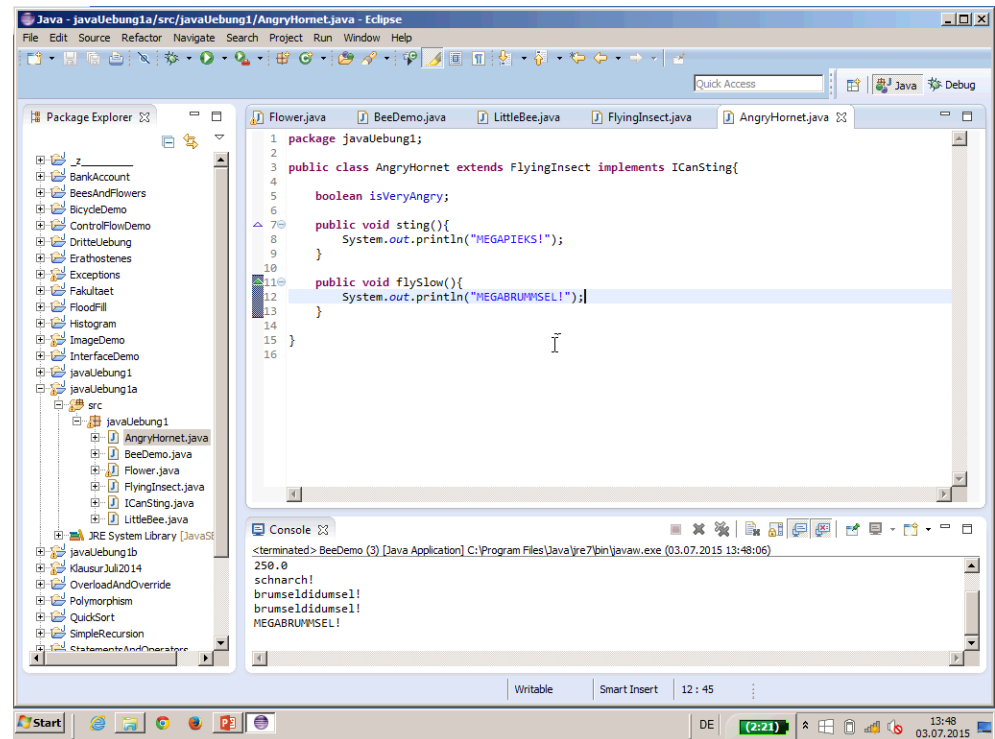 Java - javaUebung1a/src/javaUebung1/AngryHornet.java - Eclipse
File Edit Source Refactor Navigate Search Project Run Window Help
Quick Access
Java
Debug
Package Explorer
_z_________
BankAccount
BeesAndFlowers
BicycleDemo
ControlFlowDemo
DritteUebung
Erathostenes
Exceptions
Fakultaet
FloodFill
Histogram
ImageDemo
InterfaceDemo
javaUebung1
javaUebung1a
src
javaUebung1
AngryHornet.java
BeeDemo.java
Flower.java
FlyingInsect.java
ICanSting.java
LittleBee.java
JRE System Library [JavaSE
javaUebung1b
KlausurJuli2014
OverloadAndOverride
Polymorphism
QuickSort
SimpleRecursion
StatementsAndOperators
Flower.java BeeDemo.java LittleBee.java FlyingInsect.java AngryHornet.java
1 package javaUebung1;
2
3 public class AngryHornet extends FlyingInsect implements ICanSting{
4
5 boolean isVeryAngry;
6
7 public void sting(){
8 System.out.println("MEGAPIEKS!");
9 }
10
11 public void flySlow(){
12 System.out.println("MEGABRUMMSEL!");
13 }
14
15 }
16
Console
<terminated> BeeDemo (3) [Java Application] C:\Program Files\Java\jre7\bin\javaw.exe (03.07.2015 13:48:06)
250.0
schnarch!
brumseldidumsel!
brumseldidumsel!
MEGABRUMMSEL!
Writable Smart Insert 12 : 45
Start
DE (2:21) 13:48
03.07.2015